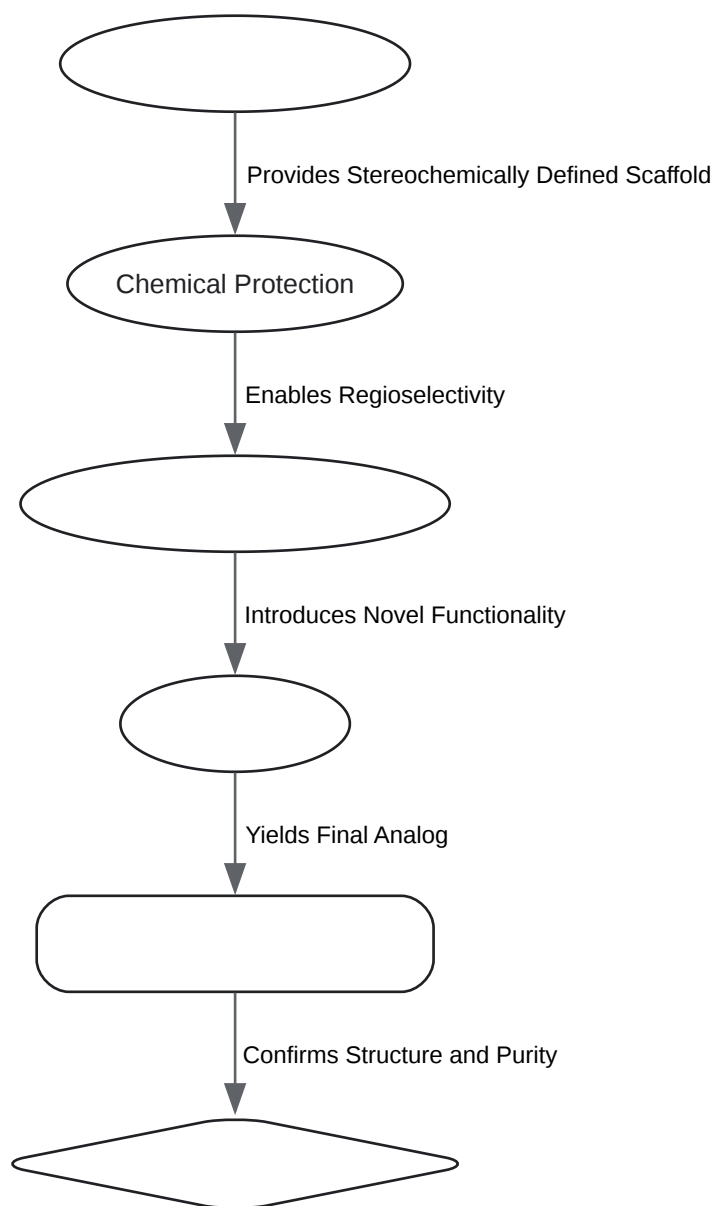 Provides Stereochemically Defined Scaffold
Chemical Protection
Enables Regioselectivity
Introduces Novel Functionality
Yields Final Analog
Confirms Structure and Purity